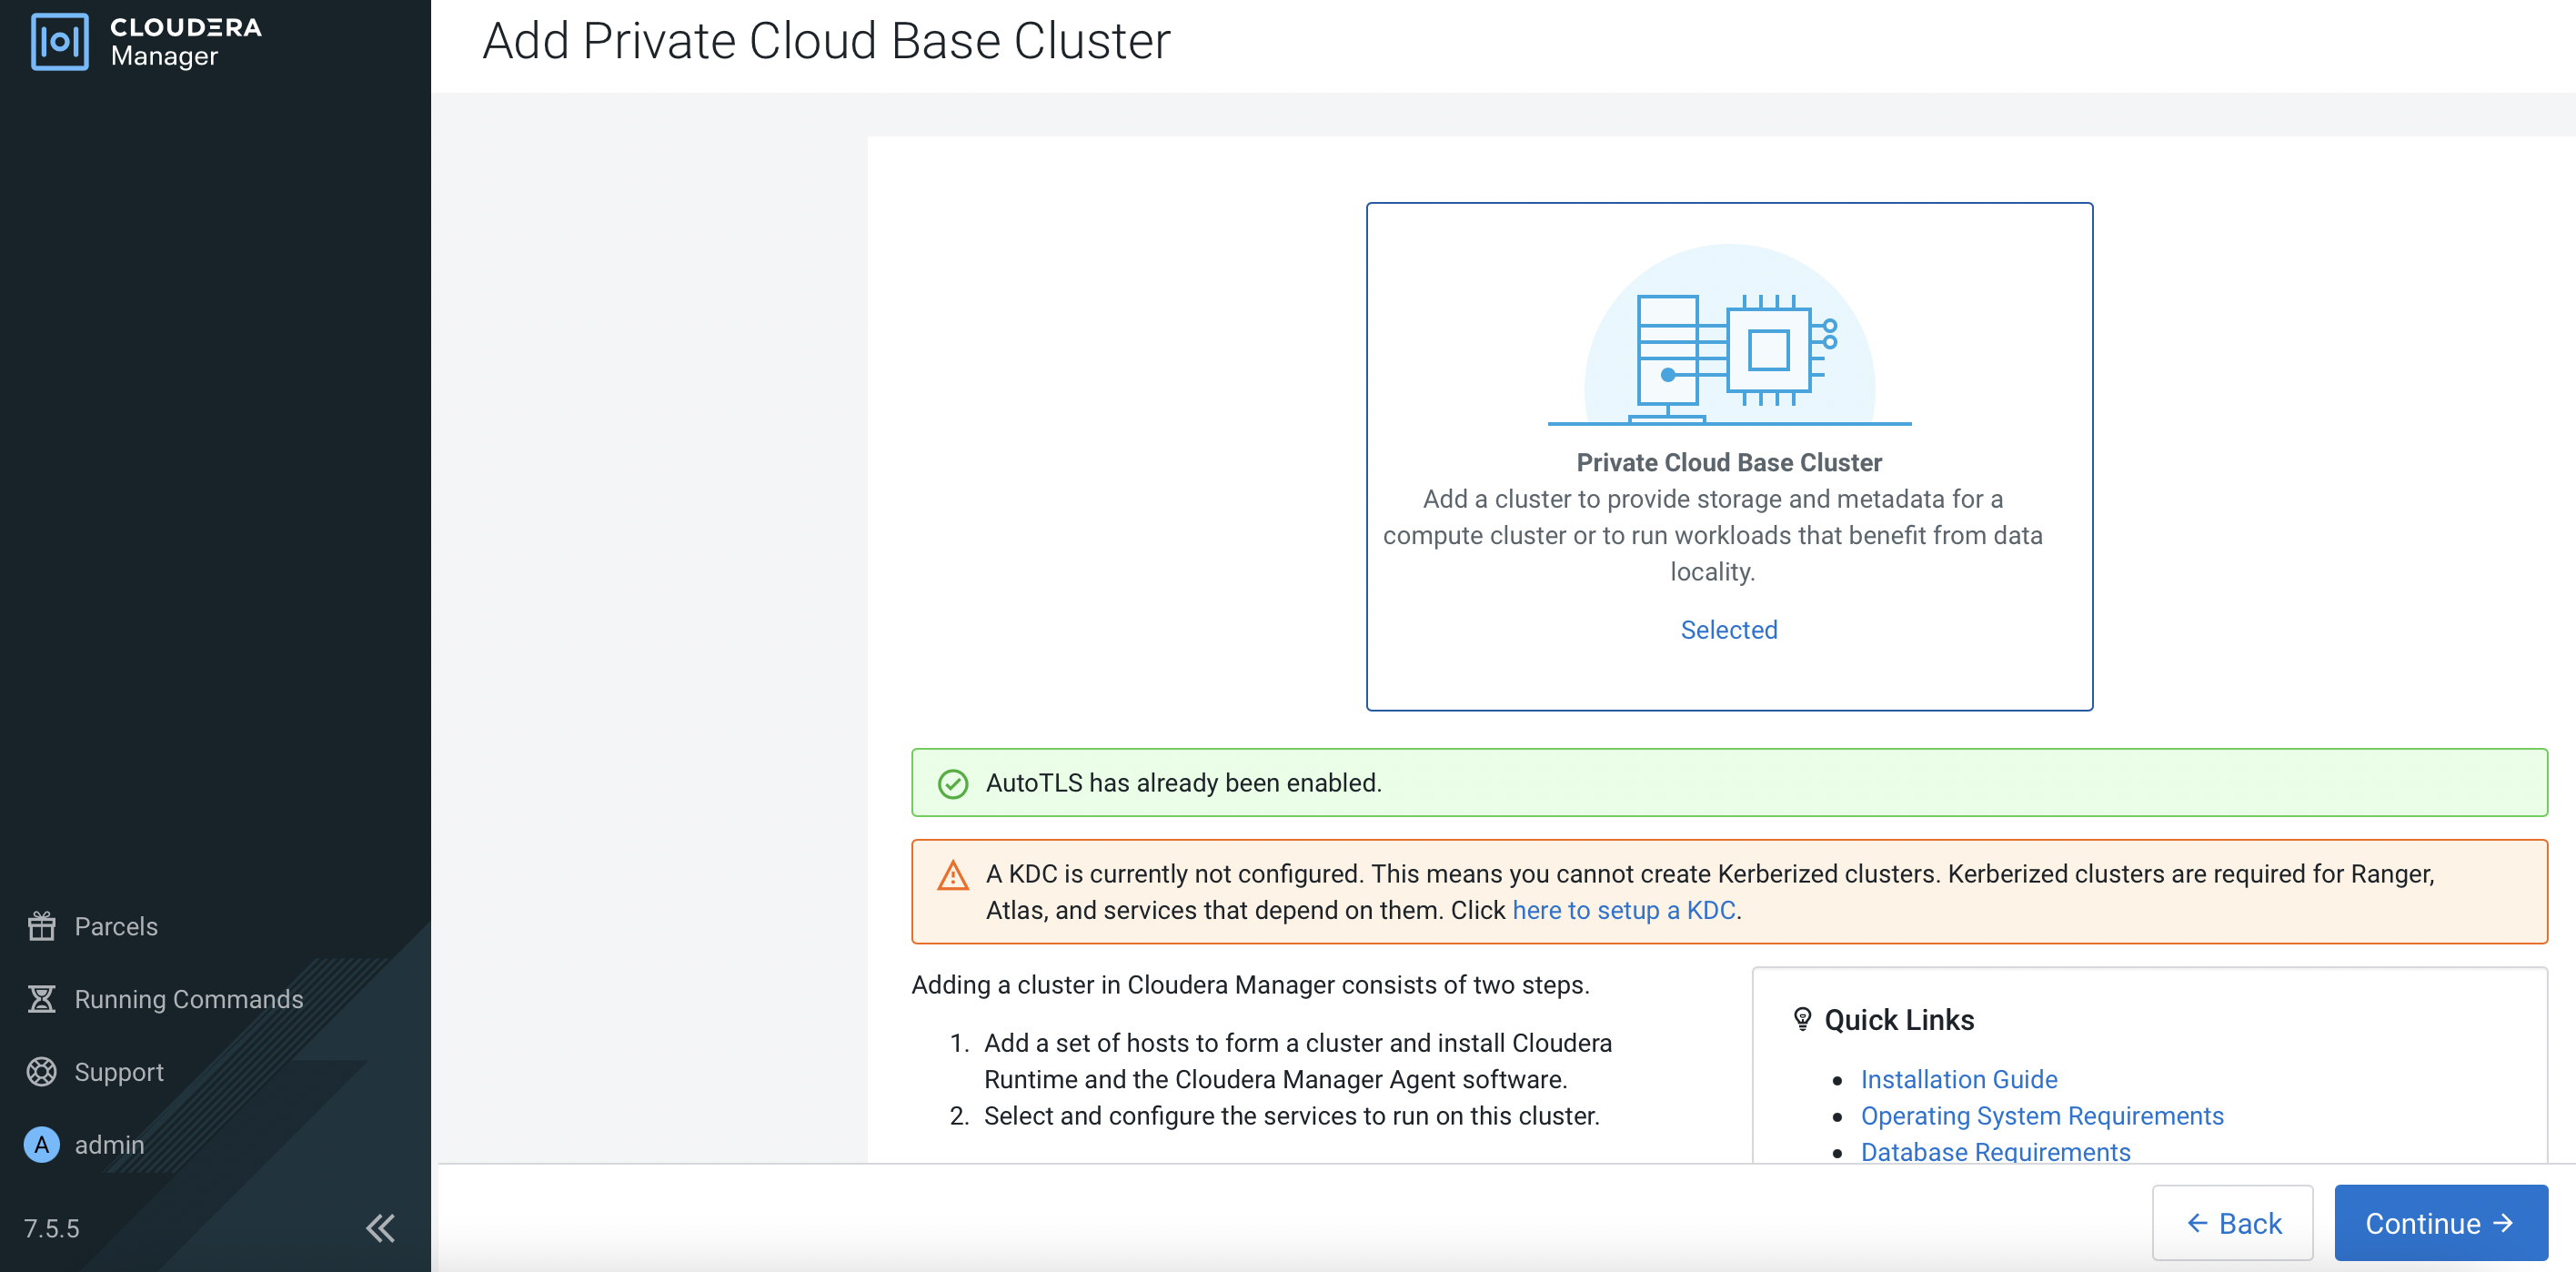 CLOUDERA
Manager
Add Private Cloud Base Cluster
Private Cloud Base Cluster
Add a cluster to provide storage and metadata for a
compute cluster or to run workloads that benefit from data
locality.
Selected
AutoTLS has already been enabled.
A KDC is currently not configured. This means you cannot create Kerberized clusters. Kerberized clusters are required for Ranger,
Atlas, and services that depend on them. Click here to setup a KDC.
Adding a cluster in Cloudera Manager consists of two steps.
1. Add a set of hosts to form a cluster and install Cloudera
Runtime and the Cloudera Manager Agent software.
2. Select and configure the services to run on this cluster.
Quick Links
Installation Guide
Operating System Requirements
Database Requirements
Parcels
Running Commands
Support
A admin
7.5.5
Back
Continue